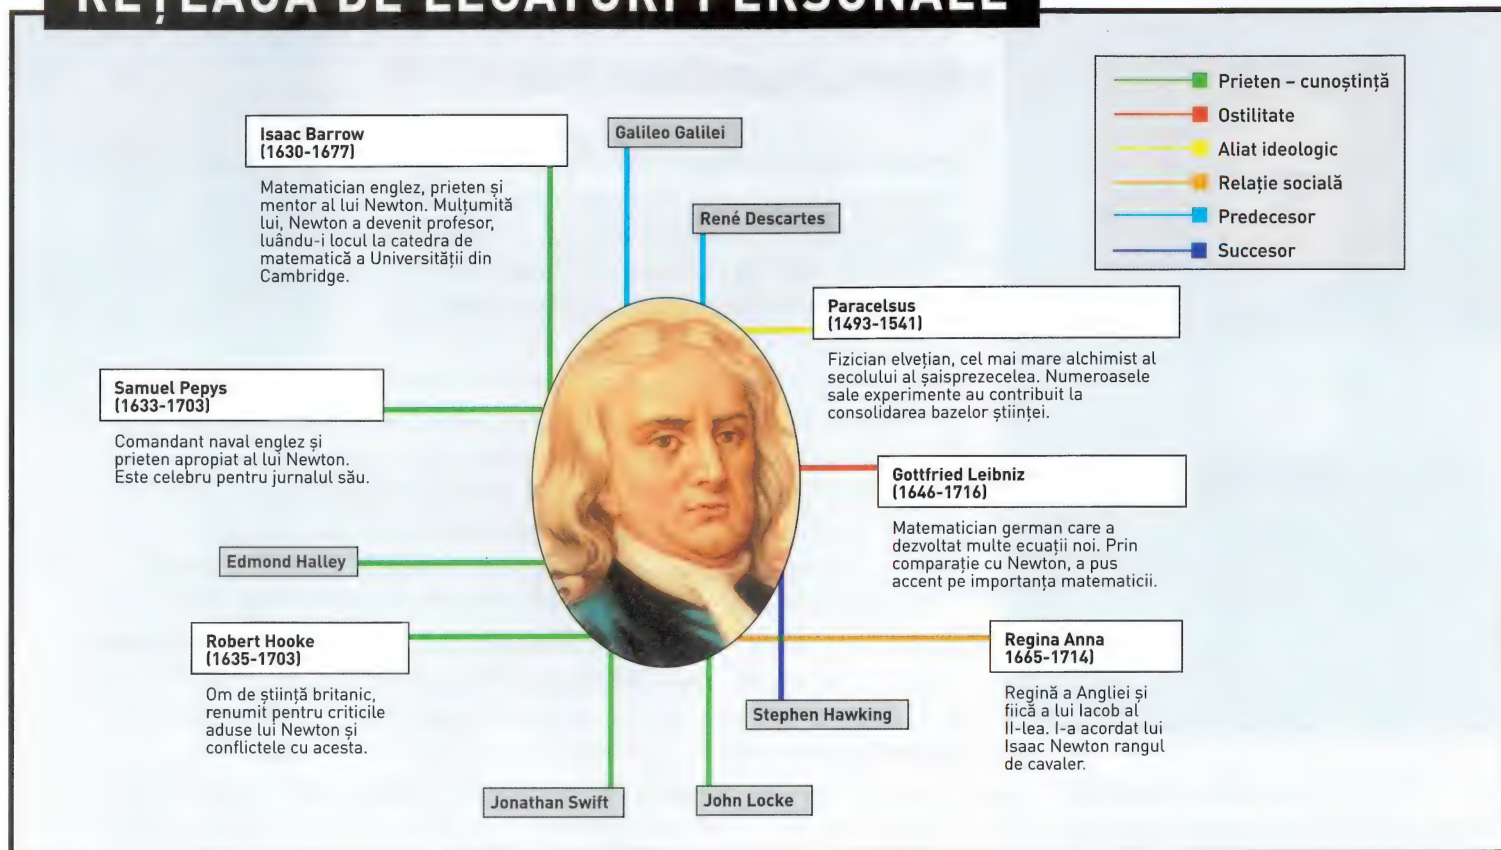 REȚEAUA DE LEGĂTURI PERSONALE
Prieten – cunoștință
Ostilitate
Aliat ideologic
Relație socială
Predecesor
Succesor
Isaac Barrow
(1630-1677)
Matematician englez, prieten și
mentor al lui Newton. Mulțumită
lui, Newton a devenit profesor,
luându-i locul la catedra de
matematică a Universității din
Cambridge.
Galileo Galilei
René Descartes
Paracelsus
(1493-1541)
Fizician elvețian, cel mai mare alchimist al
secolului al șaisprezecelea. Numeroasele
sale experimente au contribuit la
consolidarea bazelor științei.
Samuel Pepys
(1633-1703)
Comandant naval englez și
prieten apropiat al lui Newton.
Este celebru pentru jurnalul său.
Gottfried Leibniz
(1646-1716)
Matematician german care a
dezvoltat multe ecuații noi. Prin
comparație cu Newton, a pus
accent pe importanța matematicii.
Edmond Halley
Robert Hooke
(1635-1703)
Om de știință britanic,
renumit pentru criticile
aduse lui Newton și
conflictele cu acesta.
Regina Anna
1665-1714)
Regină a Angliei și
fiică a lui Iacob al
II-lea. I-a acordat lui
Isaac Newton rangul
de cavaler.
Stephen Hawking
Jonathan Swift
John Locke